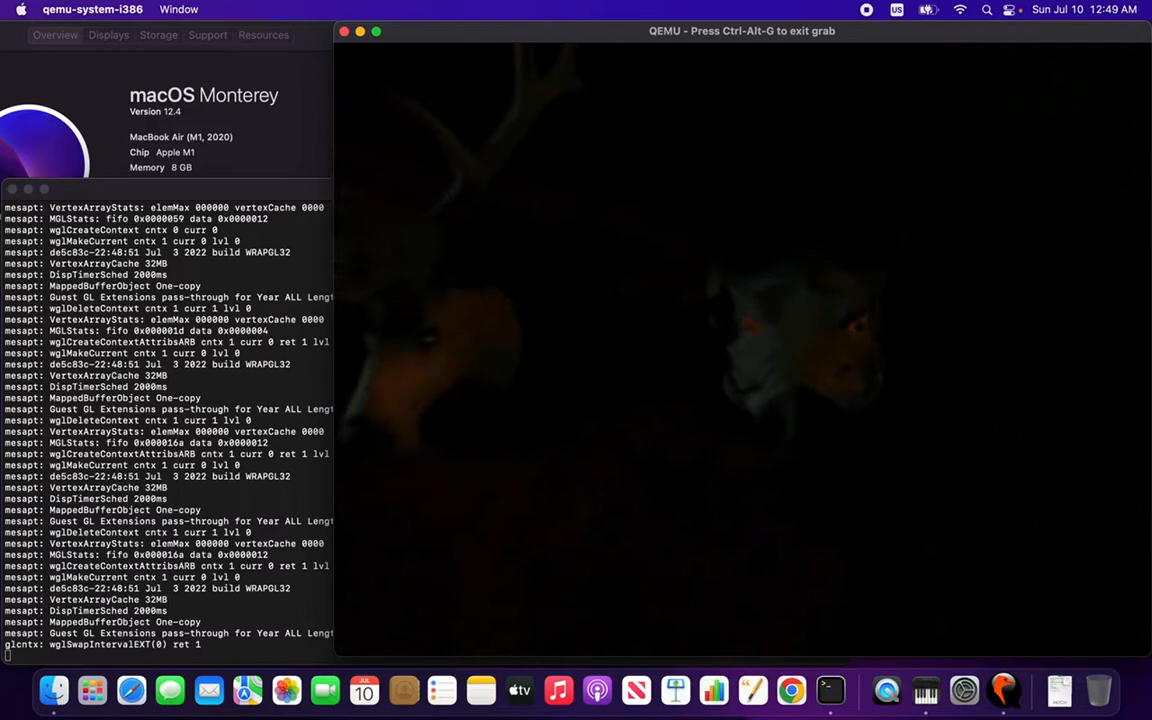 qemu-system-i386 Window
US
Sun Jul 10 12:49 AM
Overview Displays Storage Support Resources
QEMU - Press Ctrl-Alt-G to exit grab
macOS Monterey
Version 12.4
MacBook Air (M1, 2020)
Chip Apple M1
Memory 8 GB
mesapt: VertexArrayStats: elemMax 000000 vertexCache 0000
mesapt: MGLStats: fifo 0x0000059 data 0x0000012
mesapt: wglCreateContext cntx 0 curr 0
mesapt: wglMakeCurrent cntx 1 curr 0 lvl 0
mesapt: de5c83c-22:48:51 Jul 3 2022 build WRAPGL32
mesapt: VertexArrayCache 32MB
mesapt: DispTimerSched 2000ms
mesapt: MappedBufferObject One-copy
mesapt: Guest GL Extensions pass-through for Year ALL Lengt
mesapt: wglDeleteContext cntx 1 curr 1 lvl 0
mesapt: VertexArrayStats: elemMax 000000 vertexCache 0000
mesapt: MGLStats: fifo 0x000001d data 0x0000004
mesapt: wglCreateContextAttribsARB cntx 1 curr 0 ret 1 lvl
mesapt: wglMakeCurrent cntx 1 curr 0 lvl 0
mesapt: de5c83c-22:48:51 Jul 3 2022 build WRAPGL32
mesapt: VertexArrayCache 32MB
mesapt: DispTimerSched 2000ms
mesapt: MappedBufferObject One-copy
mesapt: Guest GL Extensions pass-through for Year ALL Lengt
mesapt: wglDeleteContext cntx 1 curr 1 lvl 0
mesapt: VertexArrayStats: elemMax 000000 vertexCache 0000
mesapt: MGLStats: fifo 0x000016a data 0x0000012
mesapt: wglCreateContextAttribsARB cntx 1 curr 0 ret 1 lvl
mesapt: wglMakeCurrent cntx 1 curr 0 lvl 0
mesapt: de5c83c-22:48:51 Jul 3 2022 build WRAPGL32
mesapt: VertexArrayCache 32MB
mesapt: DispTimerSched 2000ms
mesapt: MappedBufferObject One-copy
mesapt: Guest GL Extensions pass-through for Year ALL Lengt
mesapt: wglDeleteContext cntx 1 curr 1 lvl 0
mesapt: VertexArrayStats: elemMax 000000 vertexCache 0000
mesapt: MGLStats: fifo 0x000016a data 0x0000012
mesapt: wglCreateContextAttribsARB cntx 1 curr 0 ret 1 lvl
mesapt: wglMakeCurrent cntx 1 curr 0 lvl 0
mesapt: de5c83c-22:48:51 Jul 3 2022 build WRAPGL32
mesapt: VertexArrayCache 32MB
mesapt: DispTimerSched 2000ms
mesapt: MappedBufferObject One-copy
mesapt: Guest GL Extensions pass-through for Year ALL Lengt
glcntx: wglSwapIntervalEXT(0) ret 1
JUL
10
tv
PATCH